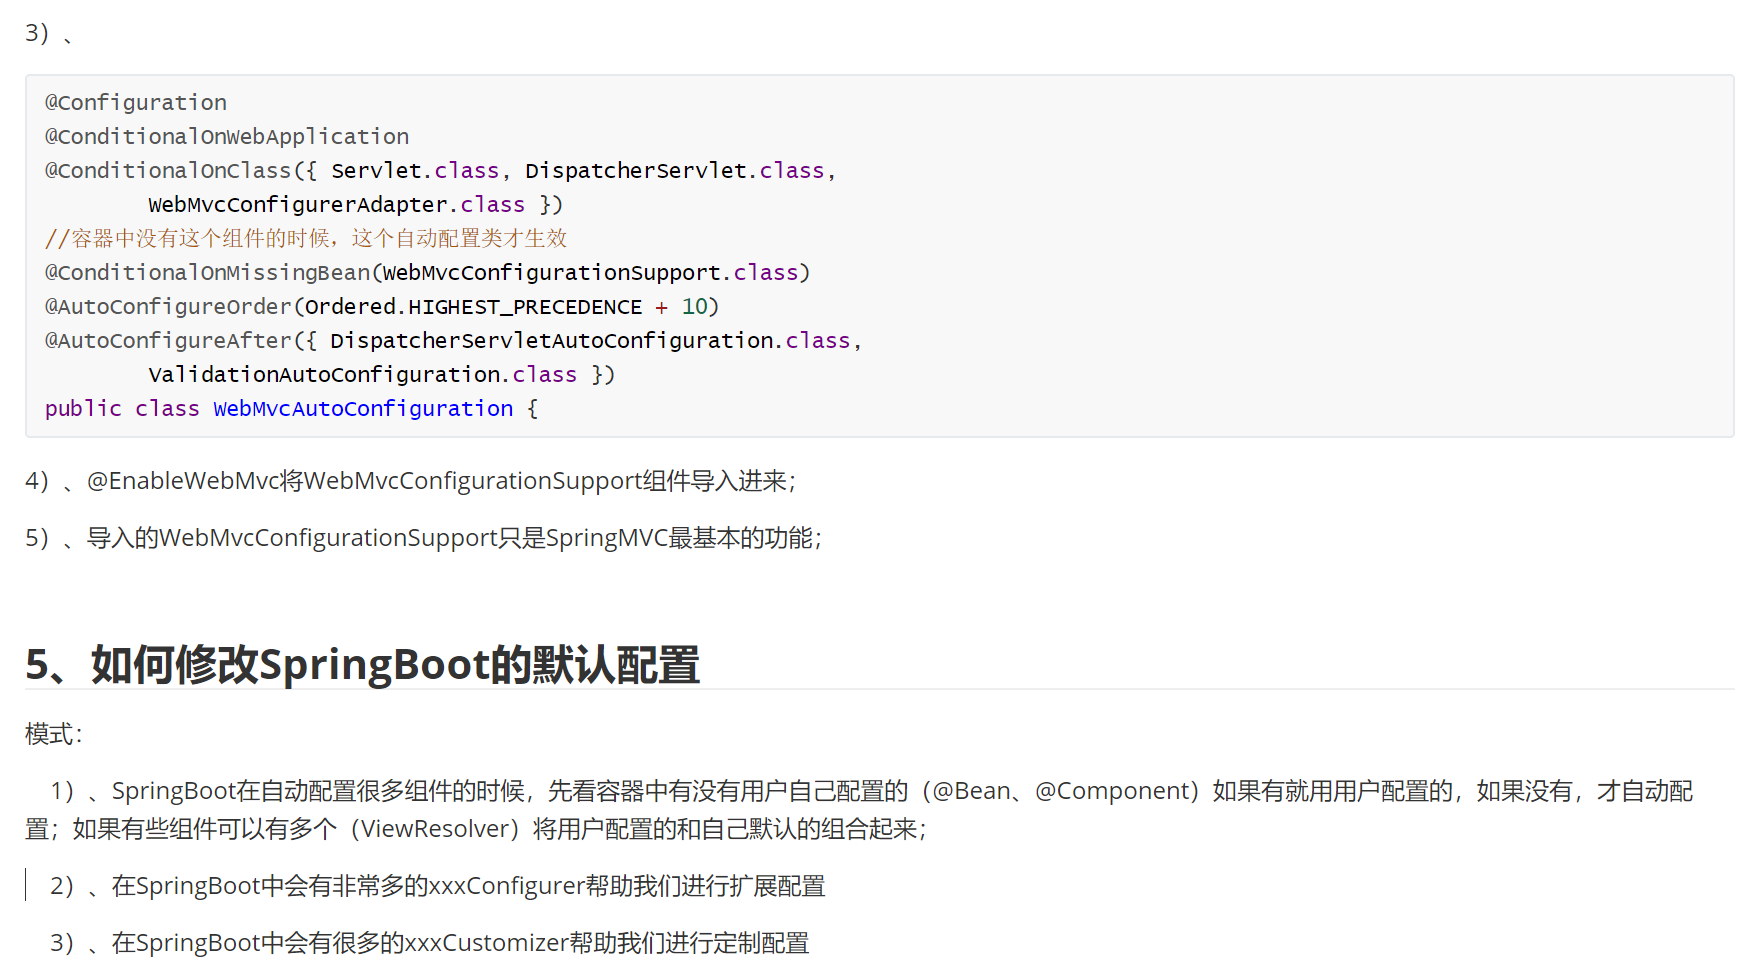 3）、
@Configuration
@ConditionalOnWebApplication
@ConditionalOnClass({ Servlet.class, DispatcherServlet.class,
        WebMvcConfigurerAdapter.class })
//容器中没有这个组件的时候，这个自动配置类才生效
@ConditionalOnMissingBean(WebMvcConfigurationSupport.class)
@AutoConfigureOrder(Ordered.HIGHEST_PRECEDENCE + 10)
@AutoConfigureAfter({ DispatcherServletAutoConfiguration.class,
        ValidationAutoConfiguration.class })
public class WebMvcAutoConfiguration {
4）、@EnableWebMvc将WebMvcConfigurationSupport组件导入进来；
5）、导入的WebMvcConfigurationSupport只是SpringMVC最基本的功能；
5、如何修改SpringBoot的默认配置
模式：
1）、SpringBoot在自动配置很多组件的时候，先看容器中有没有用户自己配置的（@Bean、@Component）如果有就用用户配置的，如果没有，才自动配
置；如果有些组件可以有多个（ViewResolver）将用户配置的和自己默认的组合起来；
2）、在SpringBoot中会有非常多的xxxConfigurer帮助我们进行扩展配置
3）、在SpringBoot中会有很多的xxxCustomizer帮助我们进行定制配置